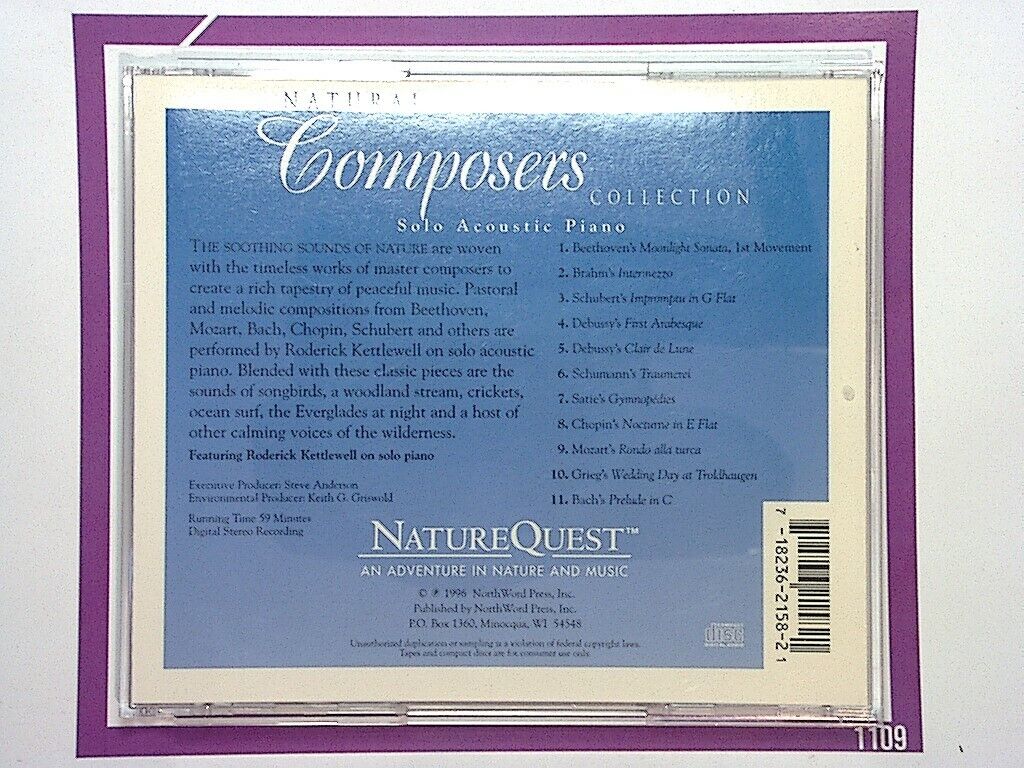 NATURAL
Composers
COLLECTION
Solo Acoustic Piano
THE SOOTHING SOUNDS OF NATURE are woven
with the timeless works of master composers to
create a rich tapestry of peaceful music. Pastoral
and melodic compositions from Beethoven,
Mozart, Bach, Chopin, Schubert and others are
performed by Roderick Kettlewell on solo acoustic
piano. Blended with these classic pieces are the
sounds of songbirds, a woodland stream, crickets,
ocean surf, the Everglades at night and a host of
other calming voices of the wilderness.
Featuring Roderick Kettlewell on solo piano
Executive Producer: Steve Anderson
Environmental Producer: Keith G. Griswold
Running Time 59 Minutes
Digital Stereo Recording
1. Beethoven's Moonlight Sonata, 1st Movement
2. Brahm's Intermezzo
3. Schubert's Impromptu in G Flat
4. Debussy's First Arabesque
5. Debussy's Clair de Lune
6. Schumann's Traumerei
7. Satie's Gymnopédies
8. Chopin's Nocturne in E Flat
9. Mozart's Rondo alla turca
10. Grieg's Wedding Day at Troldhaugen
11. Bach's Prelude in C
NATUREQUEST™
AN ADVENTURE IN NATURE AND MUSIC
© ℗ 1996 NorthWord Press, Inc.
Published by NorthWord Press, Inc.
P.O. Box 1360, Minocqua, WI 54548
Unauthorized duplication or sampling is a violation of federal copyright laws.
Tapes and compact discs are for consumer use only.
COMPACT
disc
DIGITAL AUDIO
7 -18236-2158-2 1
1109